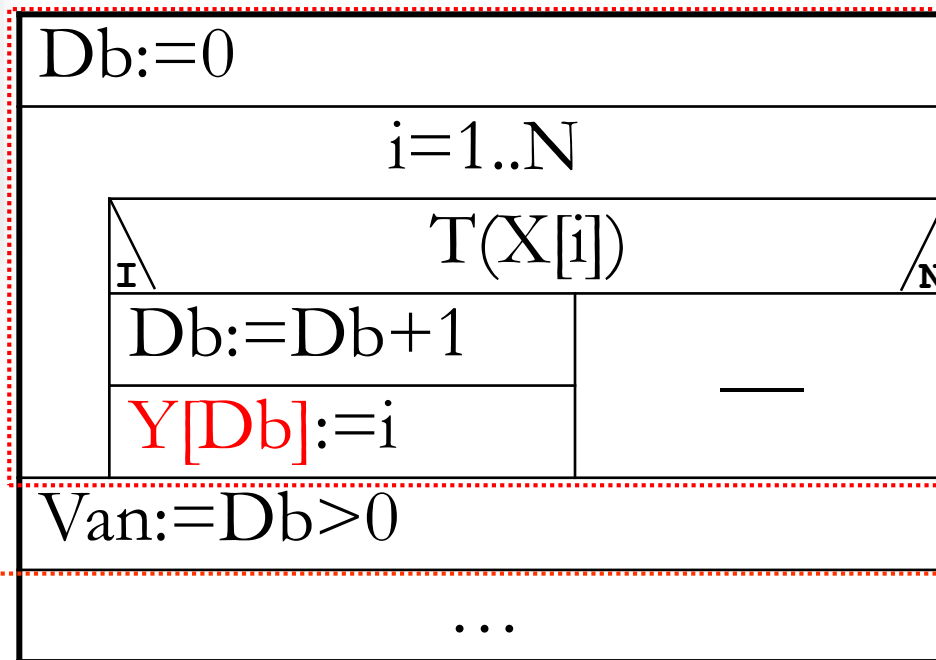 Db:=0
i=1..N
T(X[i])
I
N
Db:=Db+1
—
Y[Db]:=i
Van:=Db>0
…